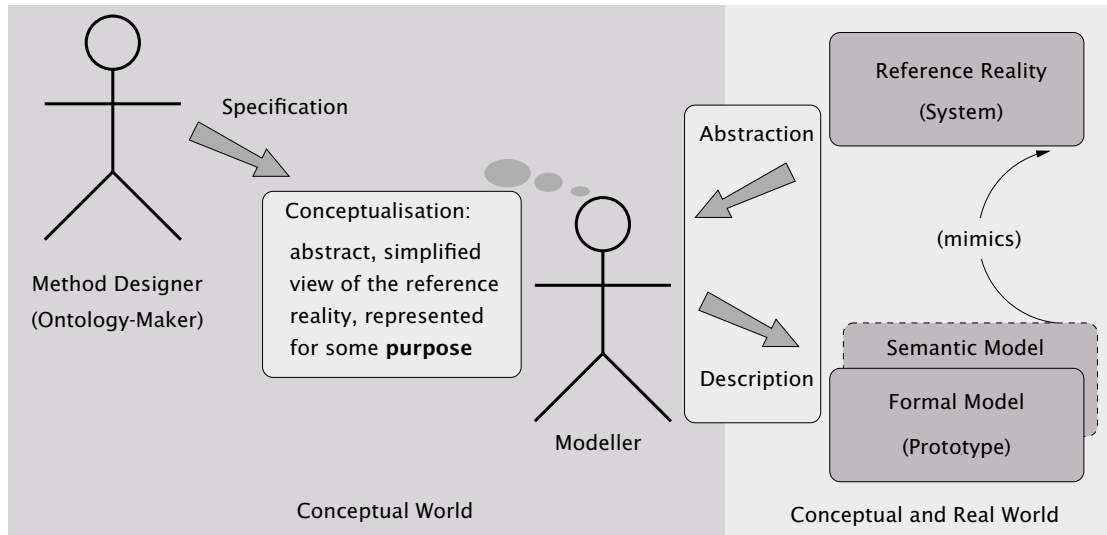 Specification
Method Designer
(Ontology-Maker)
Conceptualisation:
abstract, simplified
view of the reference
reality, represented
for some purpose
Modeller
Abstraction
Description
Reference Reality
(System)
(mimics)
Semantic Model
Formal Model
(Prototype)
Conceptual World
Conceptual and Real World